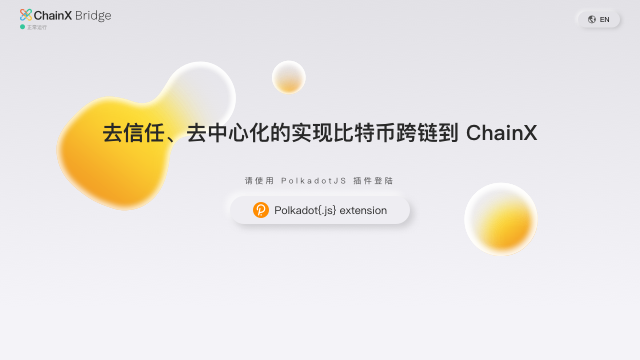 ChainX Bridge
正常运行
EN
去信任、去中心化的实现比特币跨链到 ChainX
请使用 PolkadotJS 插件登陆
Polkadot{.js} extension